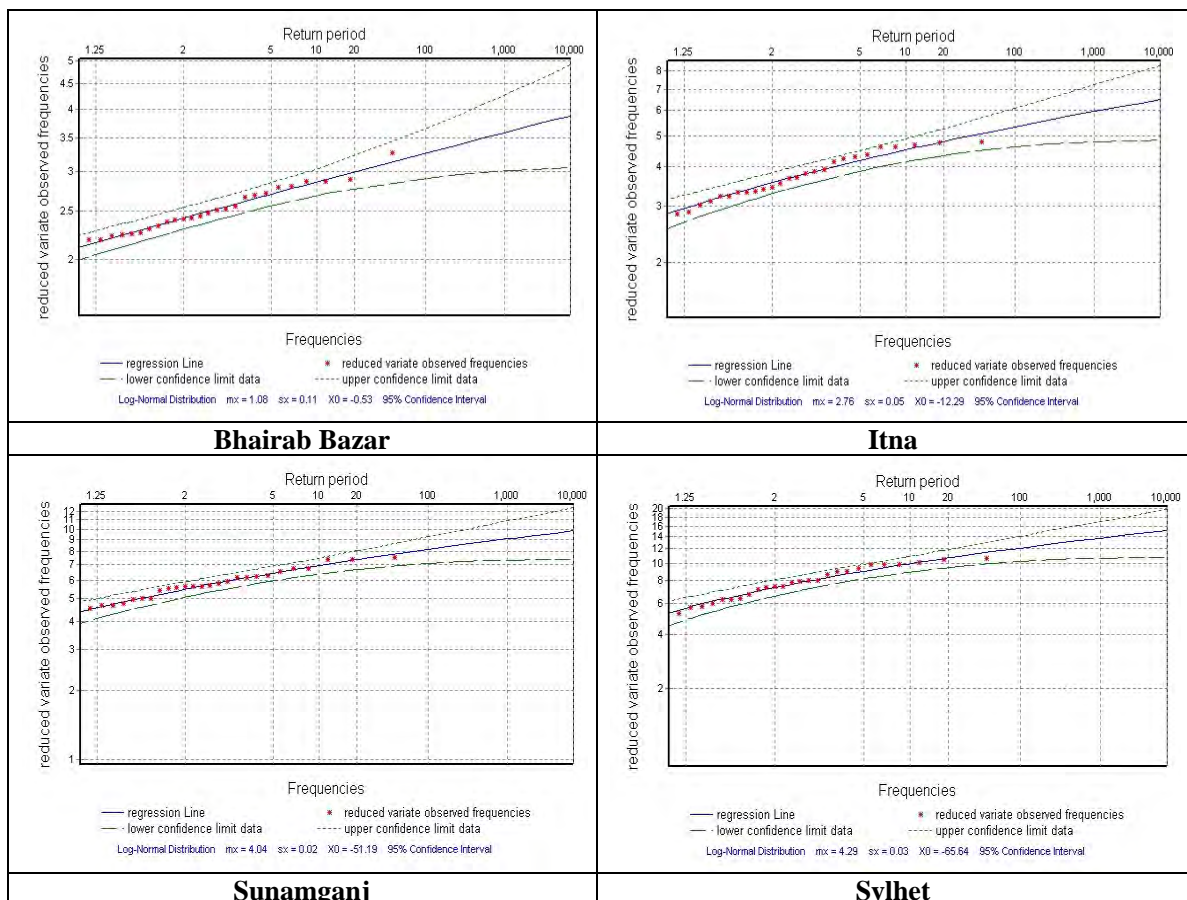 Return period
1.25 2 5 10 20 100 1,000 10,000
reduced variate observed frequencies
5
4.5
4
3.5
3
2.5
2
Frequencies
regression Line * reduced variate observed frequencies
lower confidence limit data upper confidence limit data
Log-Normal Distribution mx = 1.08 sx = 0.11 X0 = -0.53 95% Confidence Interval
Bhairab Bazar
Return period
1.25 2 5 10 20 100 1,000 10,000
reduced variate observed frequencies
8
7
6
5
4
3
2
Frequencies
regression Line * reduced variate observed frequencies
lower confidence limit data upper confidence limit data
Log-Normal Distribution mx = 2.76 sx = 0.05 X0 = -12.29 95% Confidence Interval
Itna
Return period
1.25 2 5 10 20 100 1,000 10,000
reduced variate observed frequencies
12
11
10
9
8
7
6
5
4
3
2
1
Frequencies
regression Line * reduced variate observed frequencies
lower confidence limit data upper confidence limit data
Log-Normal Distribution mx = 4.04 sx = 0.02 X0 = -51.19 95% Confidence Interval
Sunamganj
Return period
1.25 2 5 10 20 100 1,000 10,000
reduced variate observed frequencies
20
18
16
14
12
10
8
6
4
2
Frequencies
regression Line * reduced variate observed frequencies
lower confidence limit data upper confidence limit data
Log-Normal Distribution mx = 4.29 sx = 0.03 X0 = -65.64 95% Confidence Interval
Sylhet